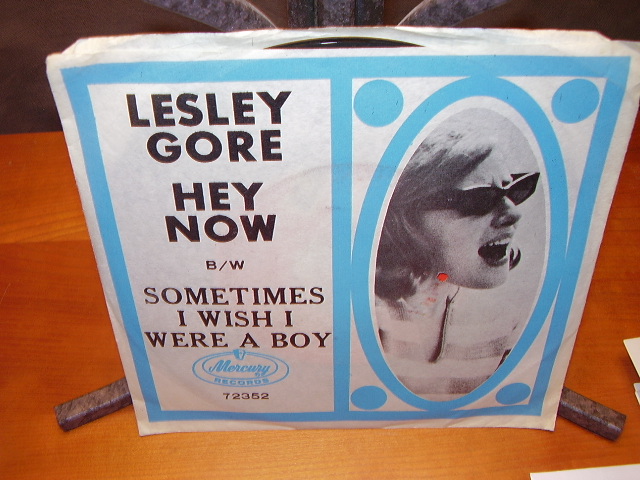 LESLEY
GORE
HEY
NOW
B/W
SOMETIMES
I WISH I
WERE A BOY
Mercury
RECORDS
72352